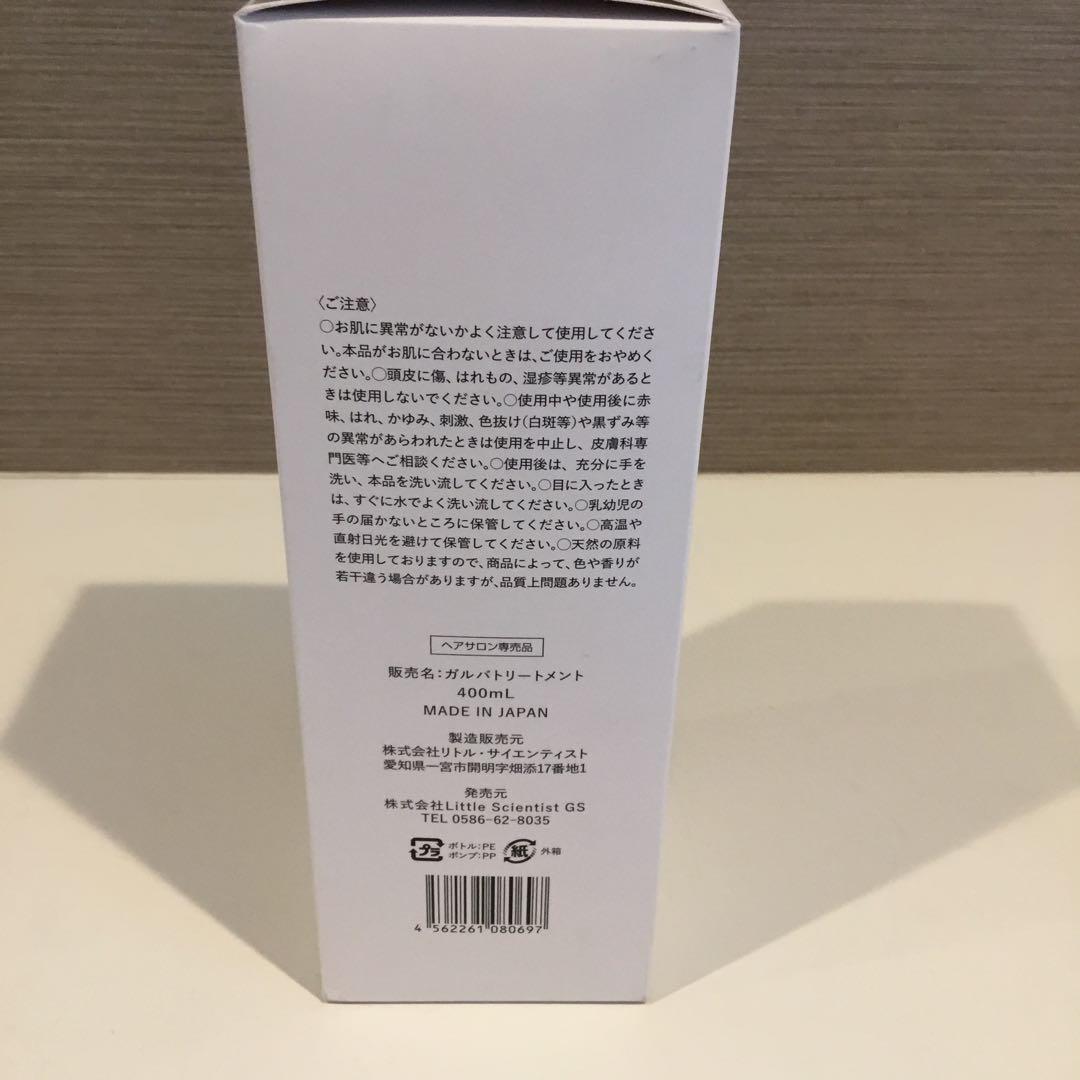 〈ご注意〉
○お肌に異常がないかよく注意して使用してくださ
い。本品がお肌に合わないときは、ご使用をおやめく
ださい。○頭皮に傷、はれもの、湿疹等異常があると
きは使用しないでください。○使用中や使用後に赤
味、はれ、かゆみ、刺激、色抜け(白斑等)や黒ずみ等
の異常があらわれたときは使用を中止し、皮膚科専
門医等へご相談ください。○使用後は、充分に手を
洗い、本品を洗い流してください。○目に入ったとき
は、すぐに水でよく洗い流してください。○乳幼児の
手の届かないところに保管してください。○高温や
直射日光を避けて保管してください。○天然の原料
を使用しておりますので、商品によって、色や香りが
若干違う場合がありますが、品質上問題ありません。
ヘアサロン専売品
販売名:ガルバトリートメント
400mL
MADE IN JAPAN
製造販売元
株式会社リトル・サイエンティスト
愛知県一宮市開明字畑添17番地1
発売元
株式会社Little Scientist GS
TEL 0586-62-8035
プラ ボトル:PE 紙 外箱
ポンプ:PP
4 562261 080697